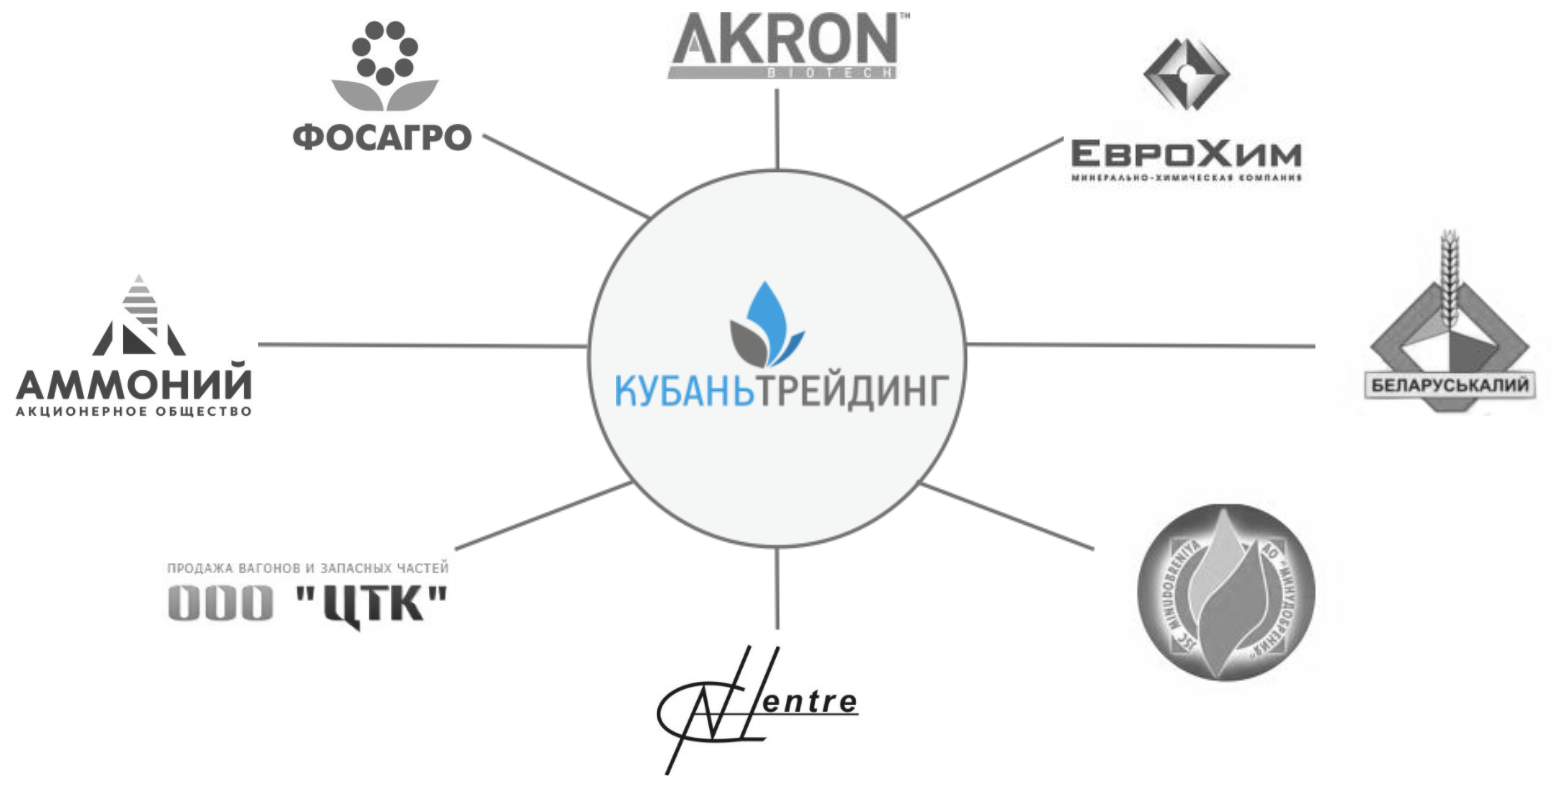 AKRON™
BIOTECH
ФОСАГРО
ЕВРОХИМ
МИНЕРАЛЬНО-ХИМИЧЕСКАЯ КОМПАНИЯ
АММОНИЙ
АКЦИОНЕРНОЕ ОБЩЕСТВО
КУБАНЬТРЕЙДИНГ
БЕЛАРУСЬКАЛИЙ
ПРОДАЖА ВАГОНОВ И ЗАПАСНЫХ ЧАСТЕЙ
ООО "ЦТК"
JSC MINUDOBRENIYA
АО "МИНУДОБРЕНИЯ"
entre